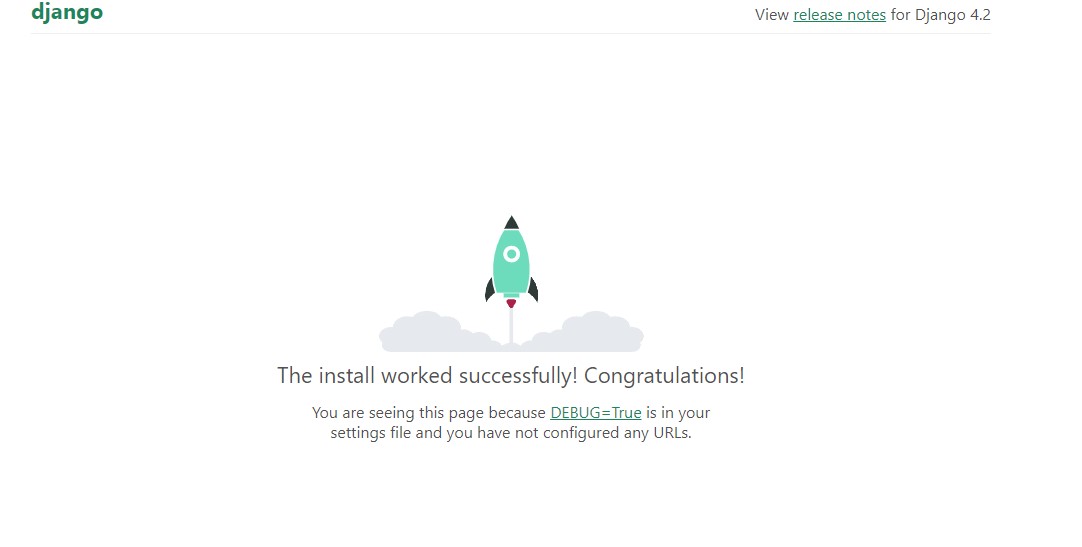 django
View release notes for Django 4.2
The install worked successfully! Congratulations!
You are seeing this page because DEBUG=True is in your
settings file and you have not configured any URLs.